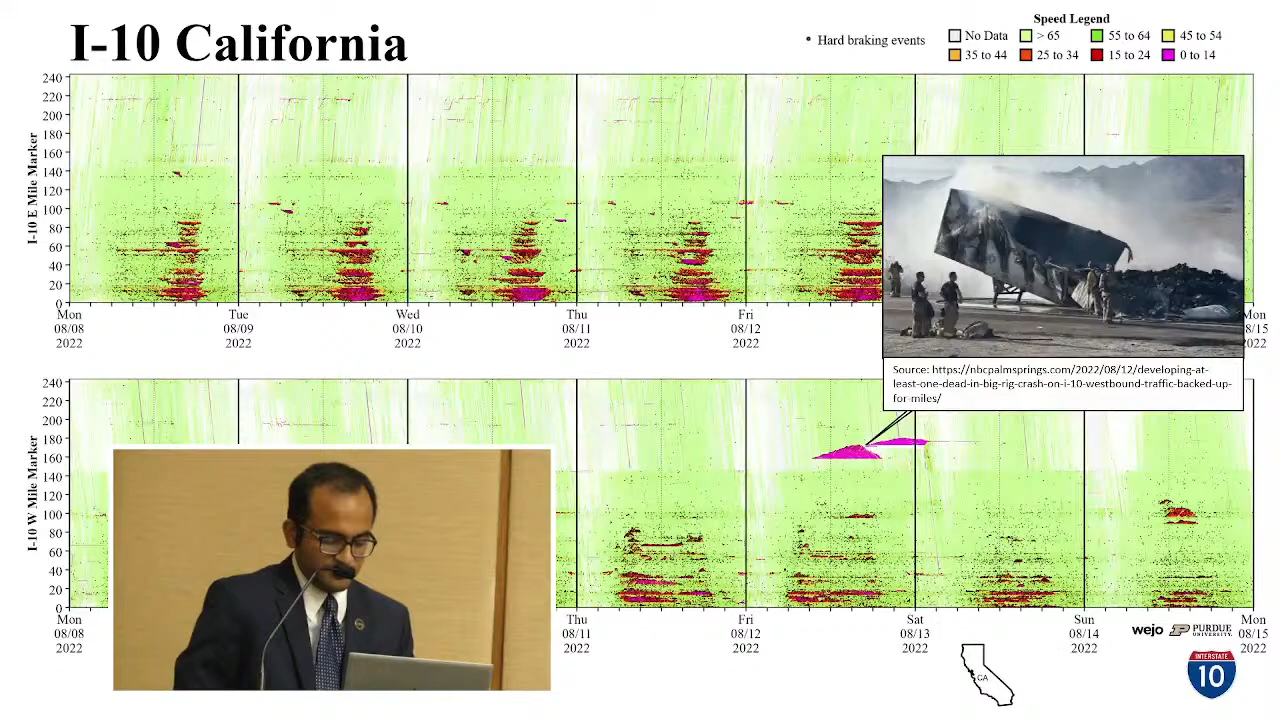 I-10 California
Speed Legend
• Hard braking events
No Data
> 65
55 to 64
45 to 54
35 to 44
25 to 34
15 to 24
0 to 14
I-10 E Mile Marker
240
220
200
180
160
140
120
100
80
60
40
20
0
Mon
08/08
2022
Tue
08/09
2022
Wed
08/10
2022
Thu
08/11
2022
Fri
08/12
2022
Mon
08/15
2022
Source: https://nbcpalmsprings.com/2022/08/12/developing-at-
least-one-dead-in-big-rig-crash-on-i-10-westbound-traffic-backed-up-
for-miles/
I-10 W Mile Marker
240
220
200
180
160
140
120
100
80
60
40
20
0
Mon
08/08
2022
Thu
08/11
2022
Fri
08/12
2022
Sat
08/13
2022
Sun
08/14
2022
Mon
08/15
2022
wejo
P PURDUE
UNIVERSITY
CA
INTERSTATE
10